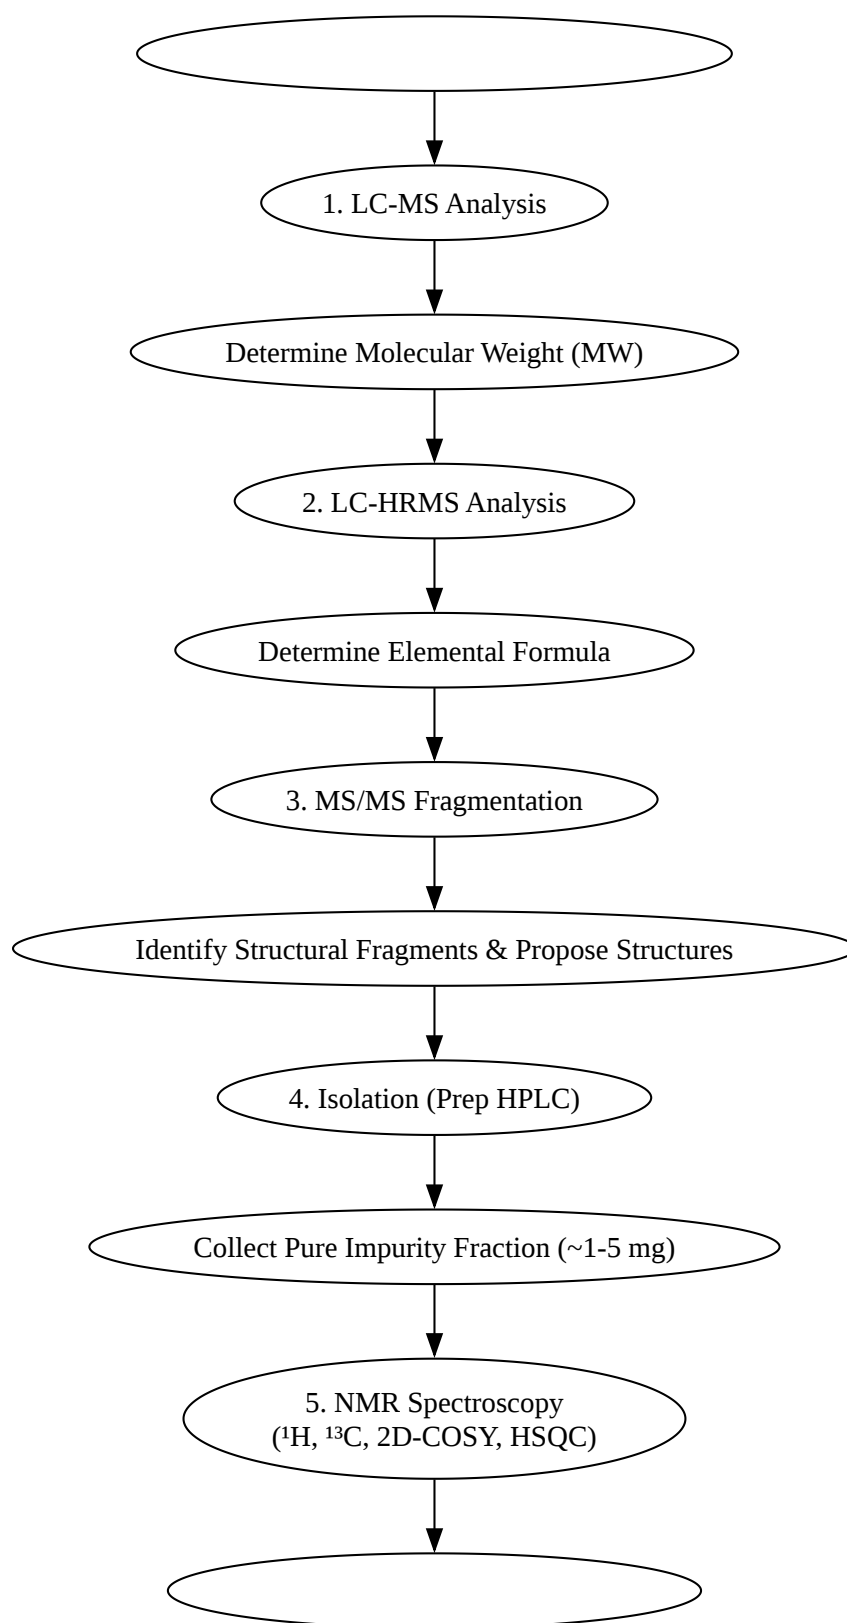 1. LC-MS Analysis
Determine Molecular Weight (MW)
2. LC-HRMS Analysis
Determine Elemental Formula
3. MS/MS Fragmentation
Identify Structural Fragments & Propose Structures
4. Isolation (Prep HPLC)
Collect Pure Impurity Fraction (~1-5 mg)
5. NMR Spectroscopy
(¹H, ¹³C, 2D-COSY, HSQC)